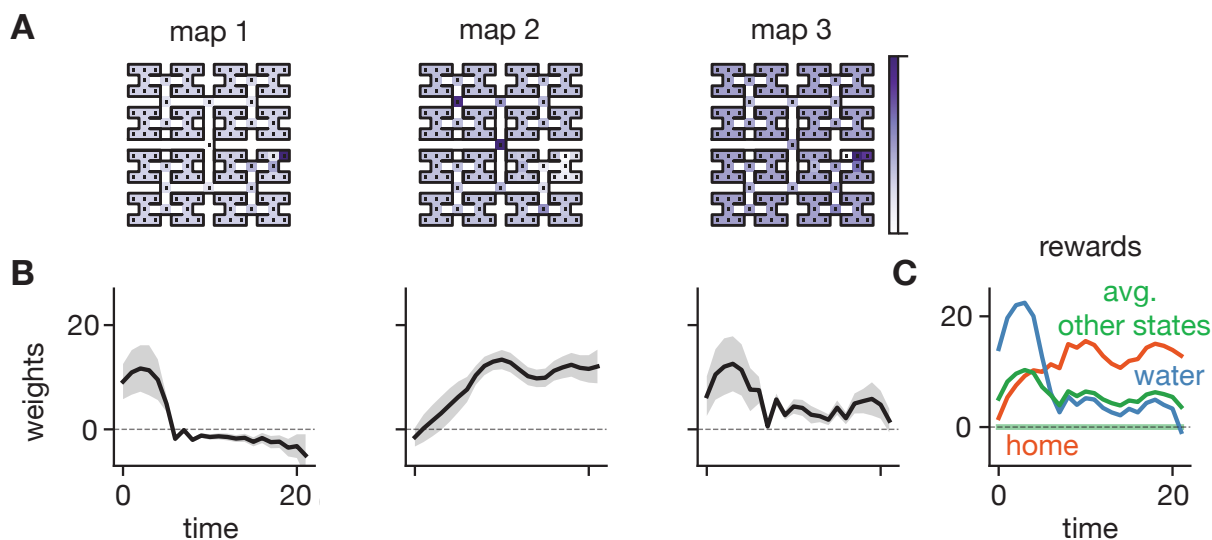 A
map 1
map 2
map 3
B
C
rewards
weights
20
0
0
20
time
avg.
other states
water
home
20
0
0
20
time